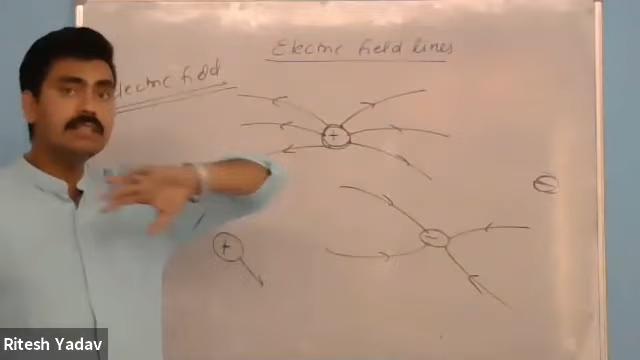 Electric field lines
electric field
+
+
-
-
Ritesh Yadav